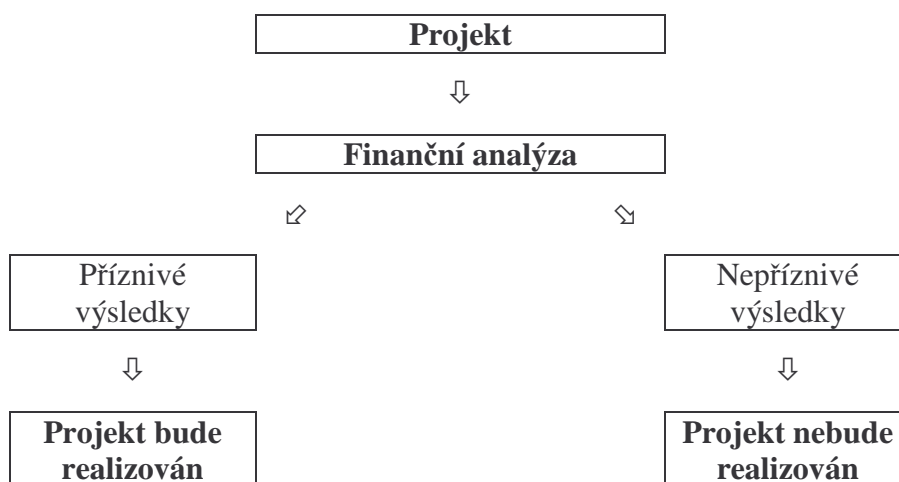 Projekt
Finanční analýza
Příznivé
výsledky
Nepříznivé
výsledky
Projekt bude
realizován
Projekt nebude
realizován